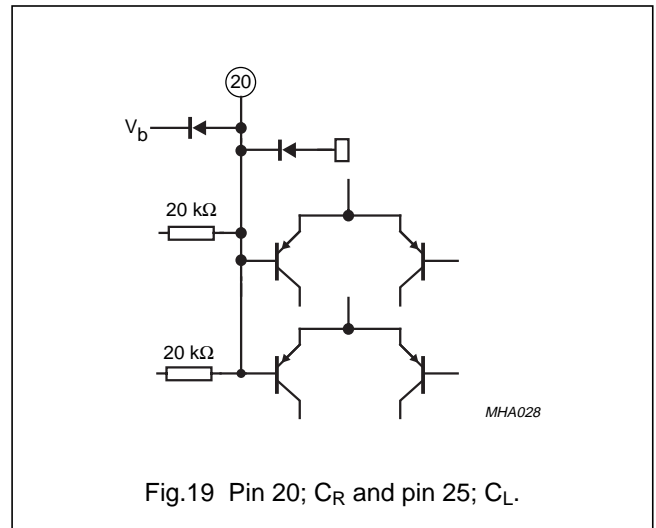 20
V_b
20 kΩ
20 kΩ
MHA028
Fig.19 Pin 20; C_R and pin 25; C_L.